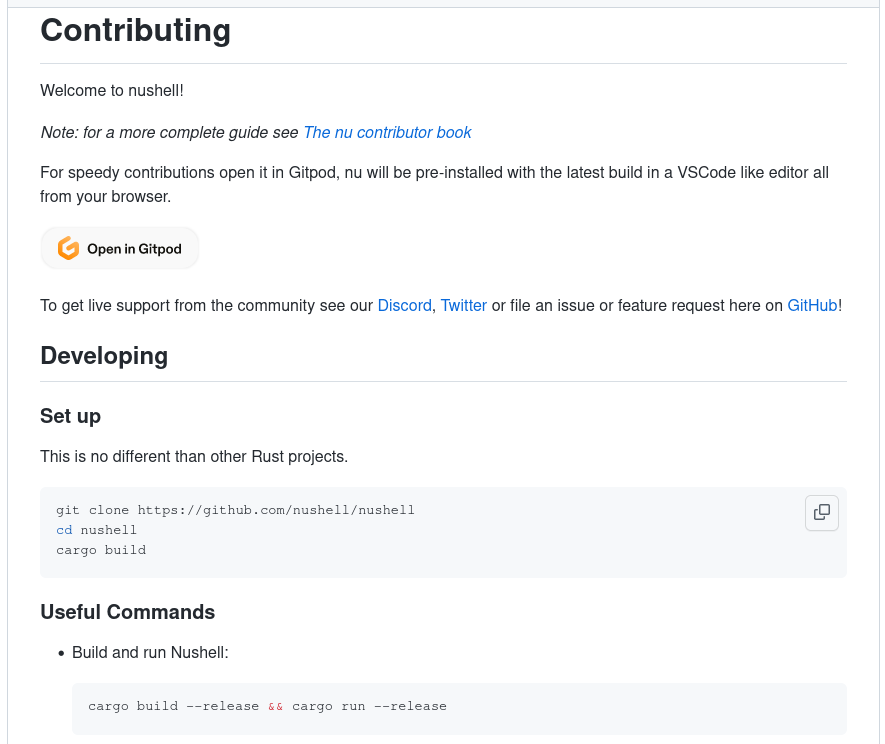 Contributing
Welcome to nushell!
Note: for a more complete guide see The nu contributor book
For speedy contributions open it in Gitpod, nu will be pre-installed with the latest build in a VSCode like editor all
from your browser.
Open in Gitpod
To get live support from the community see our Discord, Twitter or file an issue or feature request here on GitHub!
Developing
Set up
This is no different than other Rust projects.
git clone https://github.com/nushell/nushell
cd nushell
cargo build
Useful Commands
• Build and run Nushell:
cargo build --release && cargo run --release